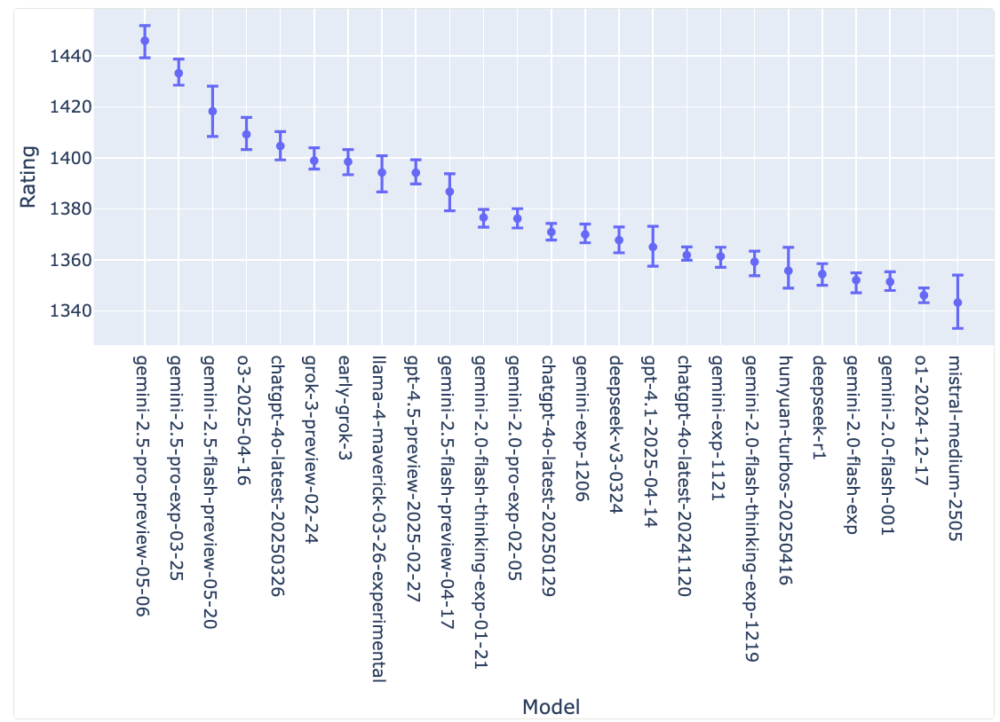 1440
1420
1400
1380
1360
1340
Rating
gemini-2.5-pro-preview-05-06
gemini-2.5-pro-exp-03-25
gemini-2.5-flash-preview-05-20
o3-2025-04-16
chatgpt-4o-latest-20250326
grok-3-preview-02-24
early-grok-3
llama-4-maverick-03-26-experimental
gpt-4.5-preview-2025-02-27
gemini-2.5-flash-preview-04-17
gemini-2.0-flash-thinking-exp-01-21
gemini-2.0-pro-exp-02-05
chatgpt-4o-latest-20250129
gemini-exp-1206
deepseek-v3-0324
gpt-4.1-2025-04-14
chatgpt-4o-latest-20241120
gemini-exp-1121
gemini-2.0-flash-thinking-exp-1219
hunyuan-turbos-20250416
deepseek-r1
gemini-2.0-flash-exp
gemini-2.0-flash-001
o1-2024-12-17
mistral-medium-2505
Model